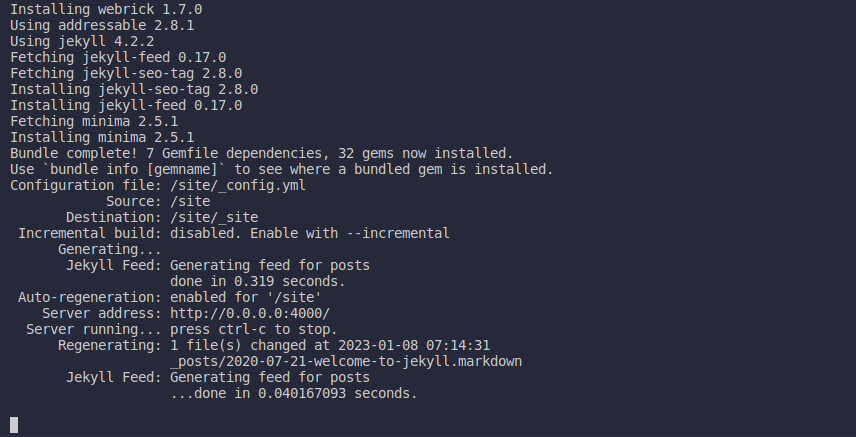 Installing webrick 1.7.0
Using addressable 2.8.1
Using jekyll 4.2.2
Fetching jekyll-feed 0.17.0
Fetching jekyll-seo-tag 2.8.0
Installing jekyll-seo-tag 2.8.0
Installing jekyll-feed 0.17.0
Fetching minima 2.5.1
Installing minima 2.5.1
Bundle complete! 7 Gemfile dependencies, 32 gems now installed.
Use `bundle info [gemname]` to see where a bundled gem is installed.
Configuration file: /site/_config.yml
            Source: /site
       Destination: /site/_site
 Incremental build: disabled. Enable with --incremental
      Generating...
       Jekyll Feed: Generating feed for posts
                    done in 0.319 seconds.
 Auto-regeneration: enabled for '/site'
    Server address: http://0.0.0.0:4000/
  Server running... press ctrl-c to stop.
      Regenerating: 1 file(s) changed at 2023-01-08 07:14:31
                    _posts/2020-07-21-welcome-to-jekyll.markdown
       Jekyll Feed: Generating feed for posts
                    ...done in 0.040167093 seconds.